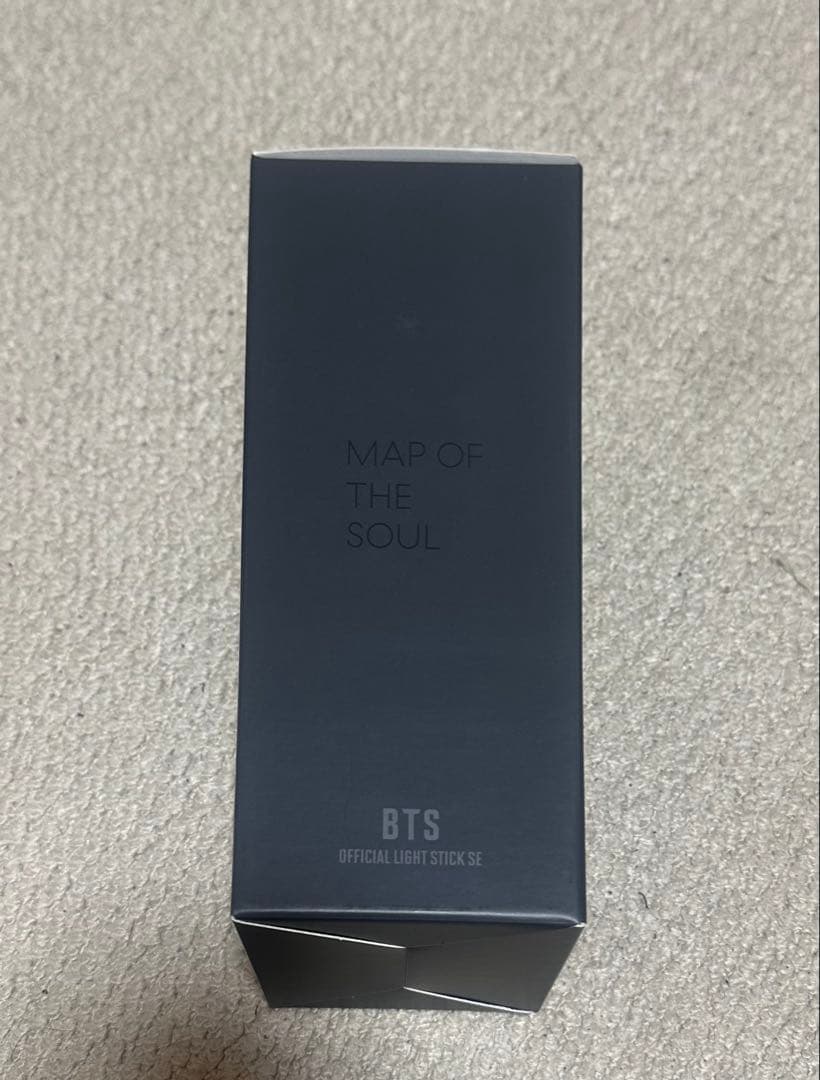 MAP OF
THE
SOUL
BTS
OFFICIAL LIGHT STICK SE